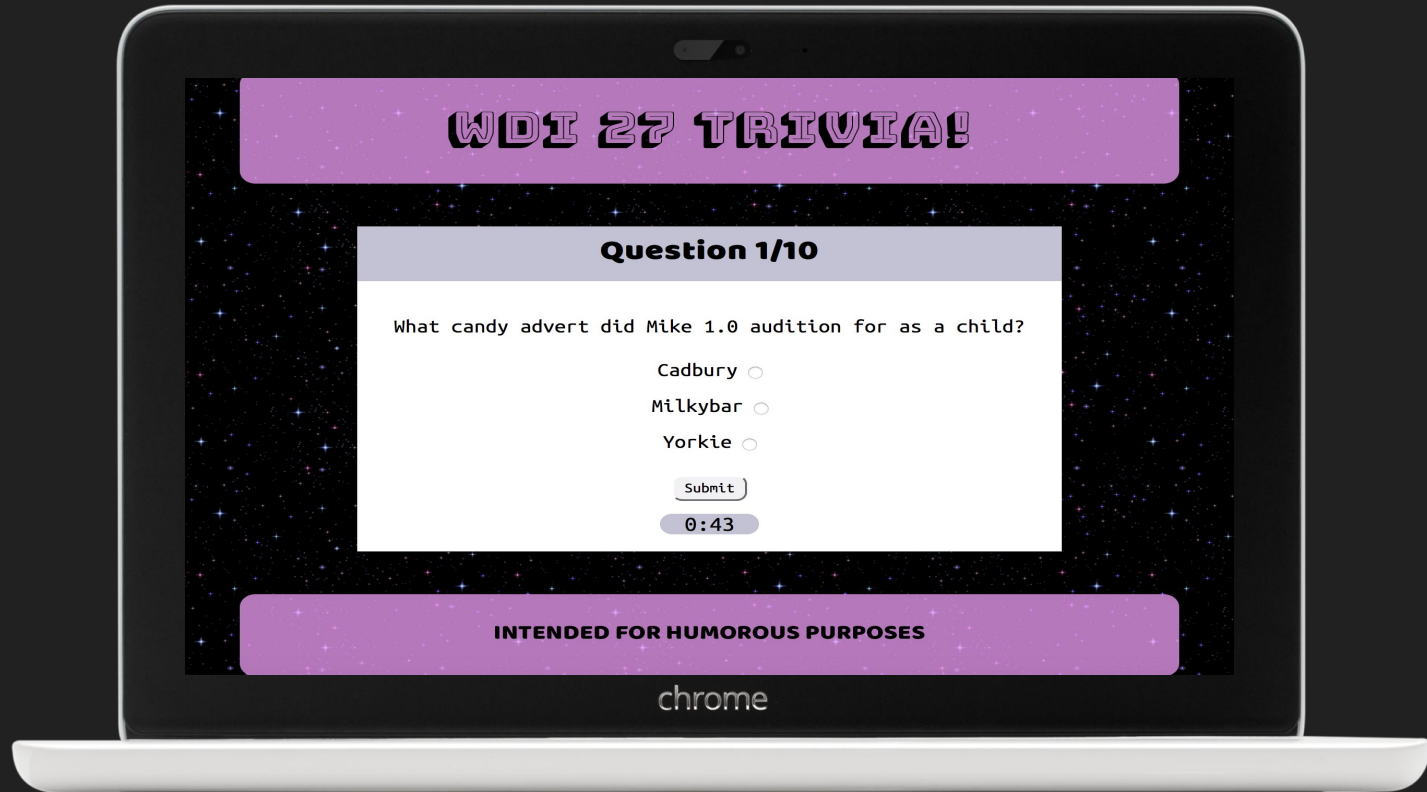 WDI 27 TRIVIA!
Question 1/10
What candy advert did Mike 1.0 audition for as a child?
Cadbury
Milkybar
Yorkie
Submit
0:43
INTENDED FOR HUMOROUS PURPOSES
chrome